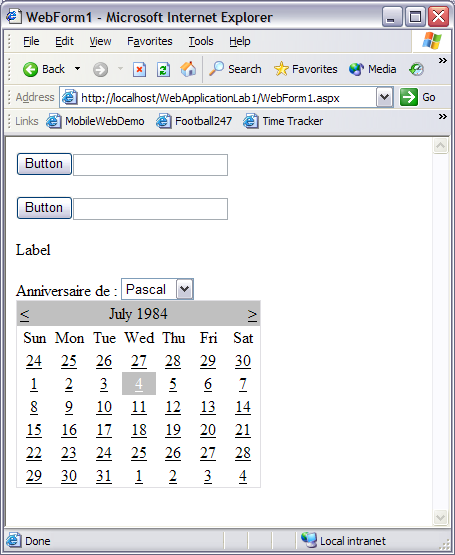 WebForm1 - Microsoft Internet Explorer
File Edit View Favorites Tools Help
Back Search Favorites Media »
Address http://localhost/WebApplicationLab1/WebForm1.aspx Go
Links MobileWebDemo Football247 Time Tracker »
Button
Button
Label
Anniversaire de : Pascal
< July 1984 >
Sun Mon Tue Wed Thu Fri Sat
24 25 26 27 28 29 30
1 2 3 4 5 6 7
8 9 10 11 12 13 14
15 16 17 18 19 20 21
22 23 24 25 26 27 28
29 30 31 1 2 3 4
Done Local intranet